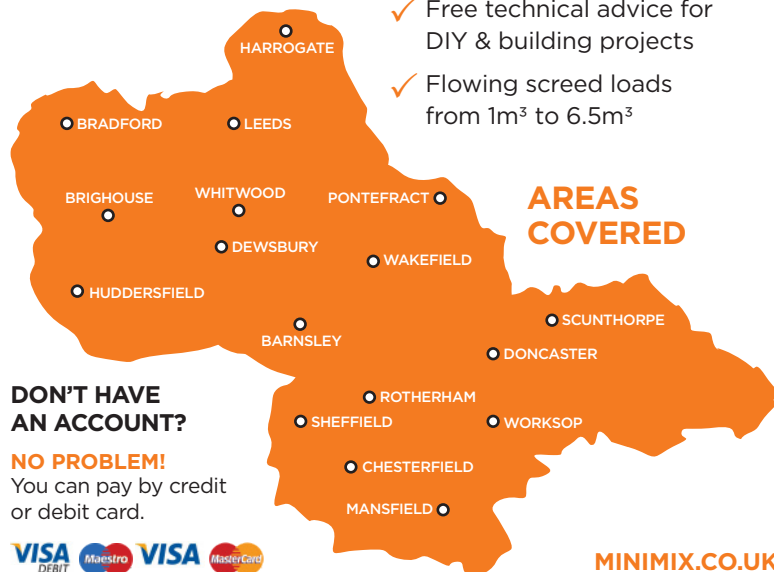 Free technical advice for
DIY & building projects
Flowing screed loads
from 1m³ to 6.5m³
HARROGATE
BRADFORD
LEEDS
BRIGHOUSE
WHITWOOD
PONTEFRACT
AREAS
COVERED
DEWSBURY
WAKEFIELD
HUDDERSFIELD
SCUNTHORPE
BARNSLEY
DONCASTER
ROTHERHAM
SHEFFIELD
WORKSOP
CHESTERFIELD
MANSFIELD
DON'T HAVE
AN ACCOUNT?
NO PROBLEM!
You can pay by credit
or debit card.
VISA
DEBIT
Maestro
VISA
MasterCard
MINIMIX.CO.UK